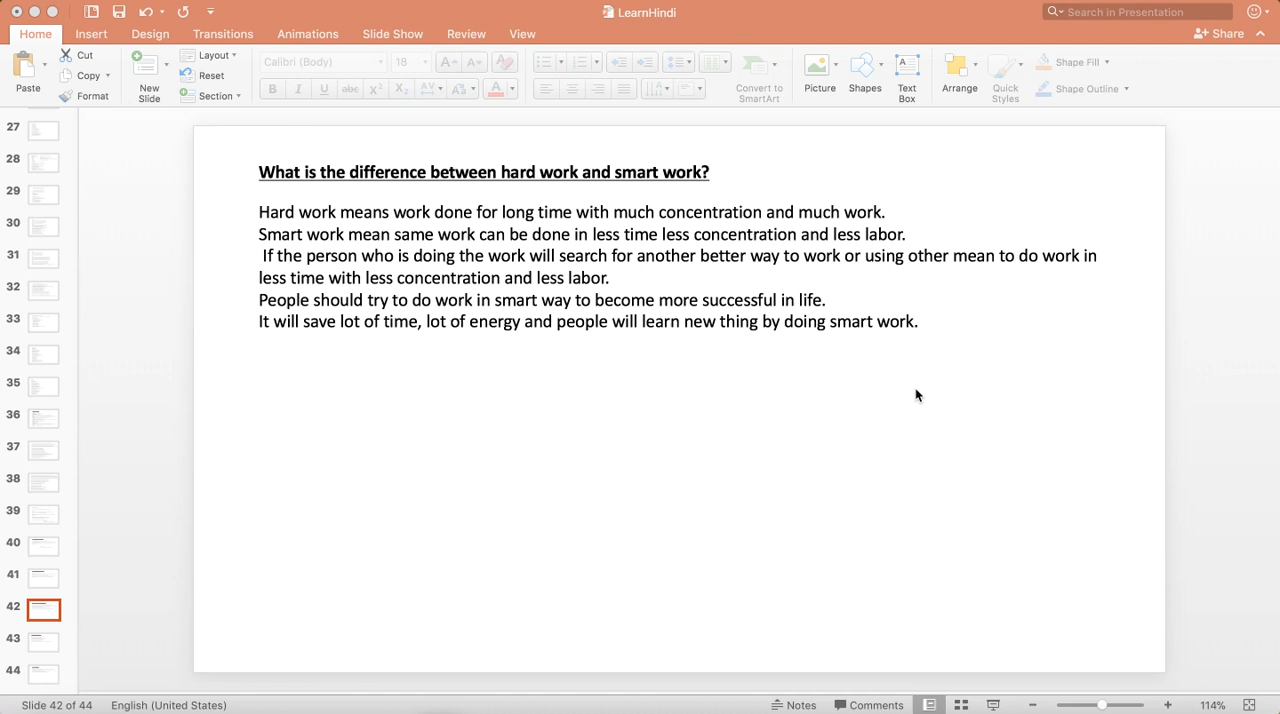 LearnHindi
Search in Presentation
Home Insert Design Transitions Animations Slide Show Review View Share
Paste
Cut
Copy
Format
New Slide
Layout
Reset
Section
Calibri (Body) 18
B I U abc X² X₂ AV Aa A
Convert to SmartArt
Picture
Shapes
Text Box
Arrange
Quick Styles
Shape Fill
Shape Outline
27
28
29
30
31
32
33
34
35
36
37
38
39
40
41
42
43
44
What is the difference between hard work and smart work?
Hard work means work done for long time with much concentration and much work.
Smart work mean same work can be done in less time less concentration and less labor.
If the person who is doing the work will search for another better way to work or using other mean to do work in
less time with less concentration and less labor.
People should try to do work in smart way to become more successful in life.
It will save lot of time, lot of energy and people will learn new thing by doing smart work.
Slide 42 of 44 English (United States) Notes Comments 114%